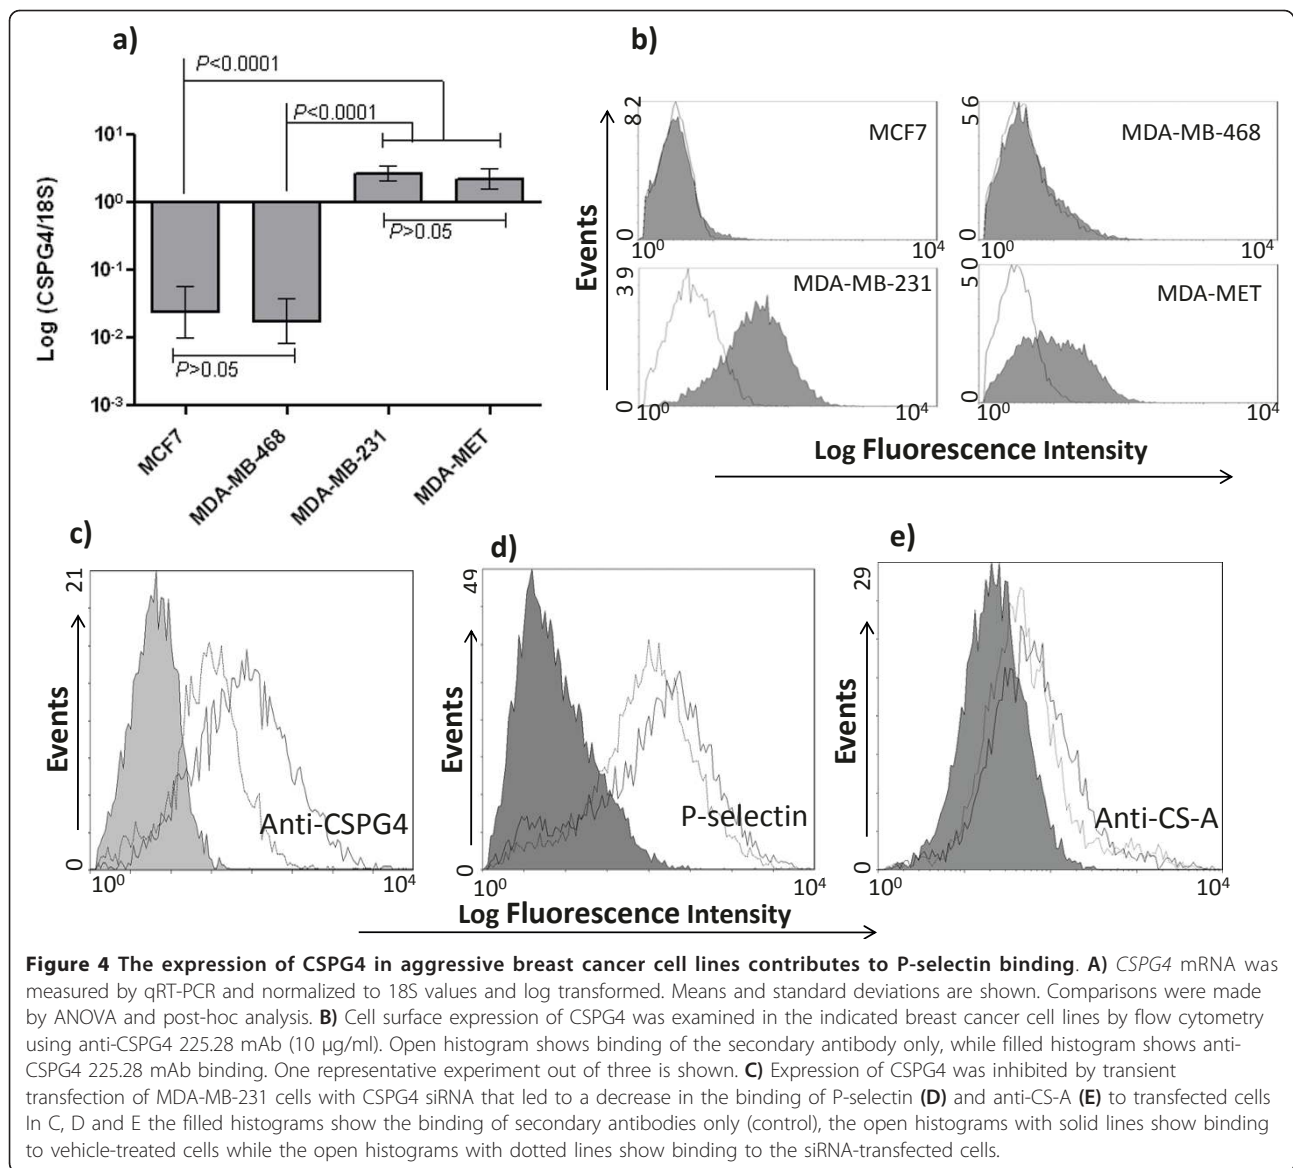 a)
P<0.0001
P<0.0001
10¹
10⁰
10⁻¹
10⁻²
10⁻³
Log (CSPG4/18S)
P>0.05
P>0.05
MCF7
MDA-MB-468
MDA-MB-231
MDA-MET
b)
Events
82
0
10⁰
10⁴
MCF7
56
0
10⁰
10⁴
MDA-MB-468
39
0
10⁰
10⁴
MDA-MB-231
50
0
10⁰
10⁴
MDA-MET
Log Fluorescence Intensity
c)
21
0
Events
Anti-CSPG4
10⁰
10⁴
d)
49
0
Events
P-selectin
10⁰
10⁴
e)
29
0
Events
Anti-CS-A
10⁰
10⁴
Log Fluorescence Intensity
Figure 4 The expression of CSPG4 in aggressive breast cancer cell lines contributes to P-selectin binding. A) CSPG4 mRNA was
measured by qRT-PCR and normalized to 18S values and log transformed. Means and standard deviations are shown. Comparisons were made
by ANOVA and post-hoc analysis. B) Cell surface expression of CSPG4 was examined in the indicated breast cancer cell lines by flow cytometry
using anti-CSPG4 225.28 mAb (10 μg/ml). Open histogram shows binding of the secondary antibody only, while filled histogram shows anti-
CSPG4 225.28 mAb binding. One representative experiment out of three is shown. C) Expression of CSPG4 was inhibited by transient
transfection of MDA-MB-231 cells with CSPG4 siRNA that led to a decrease in the binding of P-selectin (D) and anti-CS-A (E) to transfected cells
In C, D and E the filled histograms show the binding of secondary antibodies only (control), the open histograms with solid lines show binding
to vehicle-treated cells while the open histograms with dotted lines show binding to the siRNA-transfected cells.